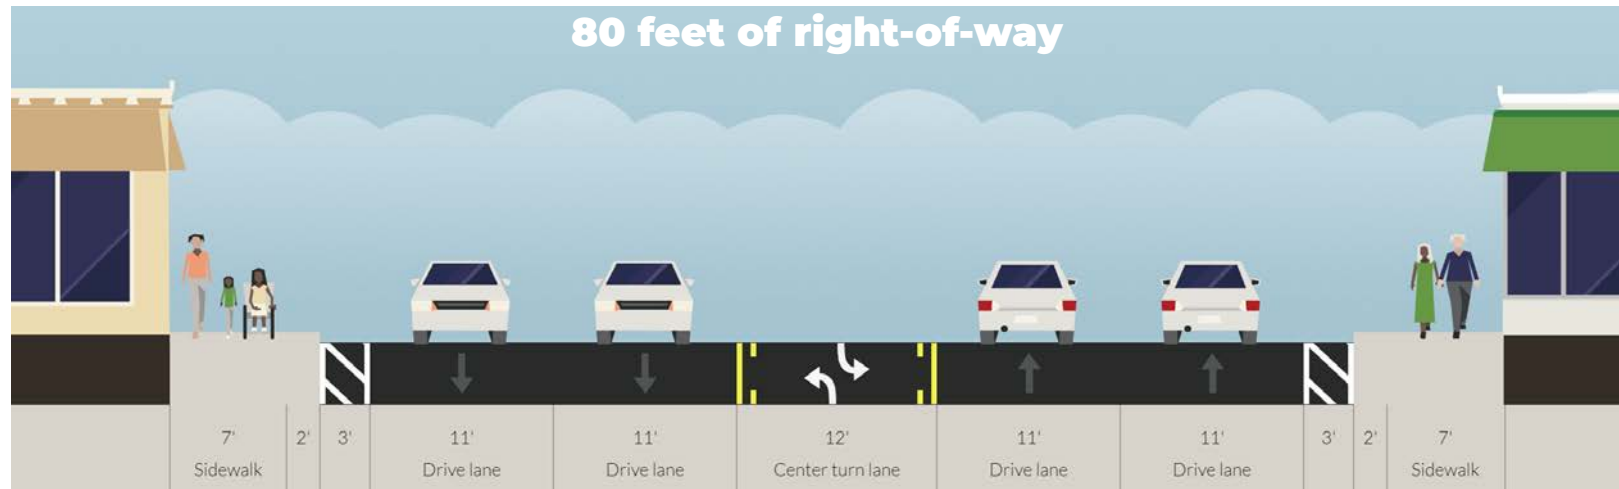 80 feet of right-of-way
7' 2' 3' 11' 11' 12' 11' 11' 3' 2' 7'
Sidewalk Drive lane Drive lane Center turn lane Drive lane Drive lane Sidewalk